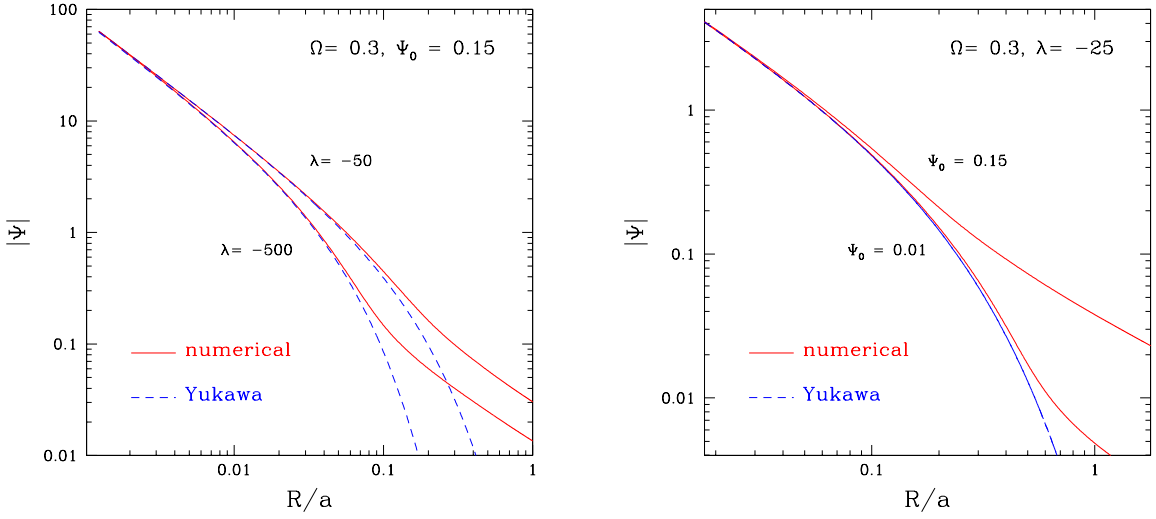 100
10
1
0.1
0.01
|Ψ|
Ω= 0.3, Ψ₀ = 0.15
λ= −50
λ= −500
numerical
Yukawa
0.01
0.1
1
R/a
1
0.1
0.01
|Ψ|
Ω= 0.3, λ= −25
Ψ₀ = 0.15
Ψ₀ = 0.01
numerical
Yukawa
0.1
1
R/a